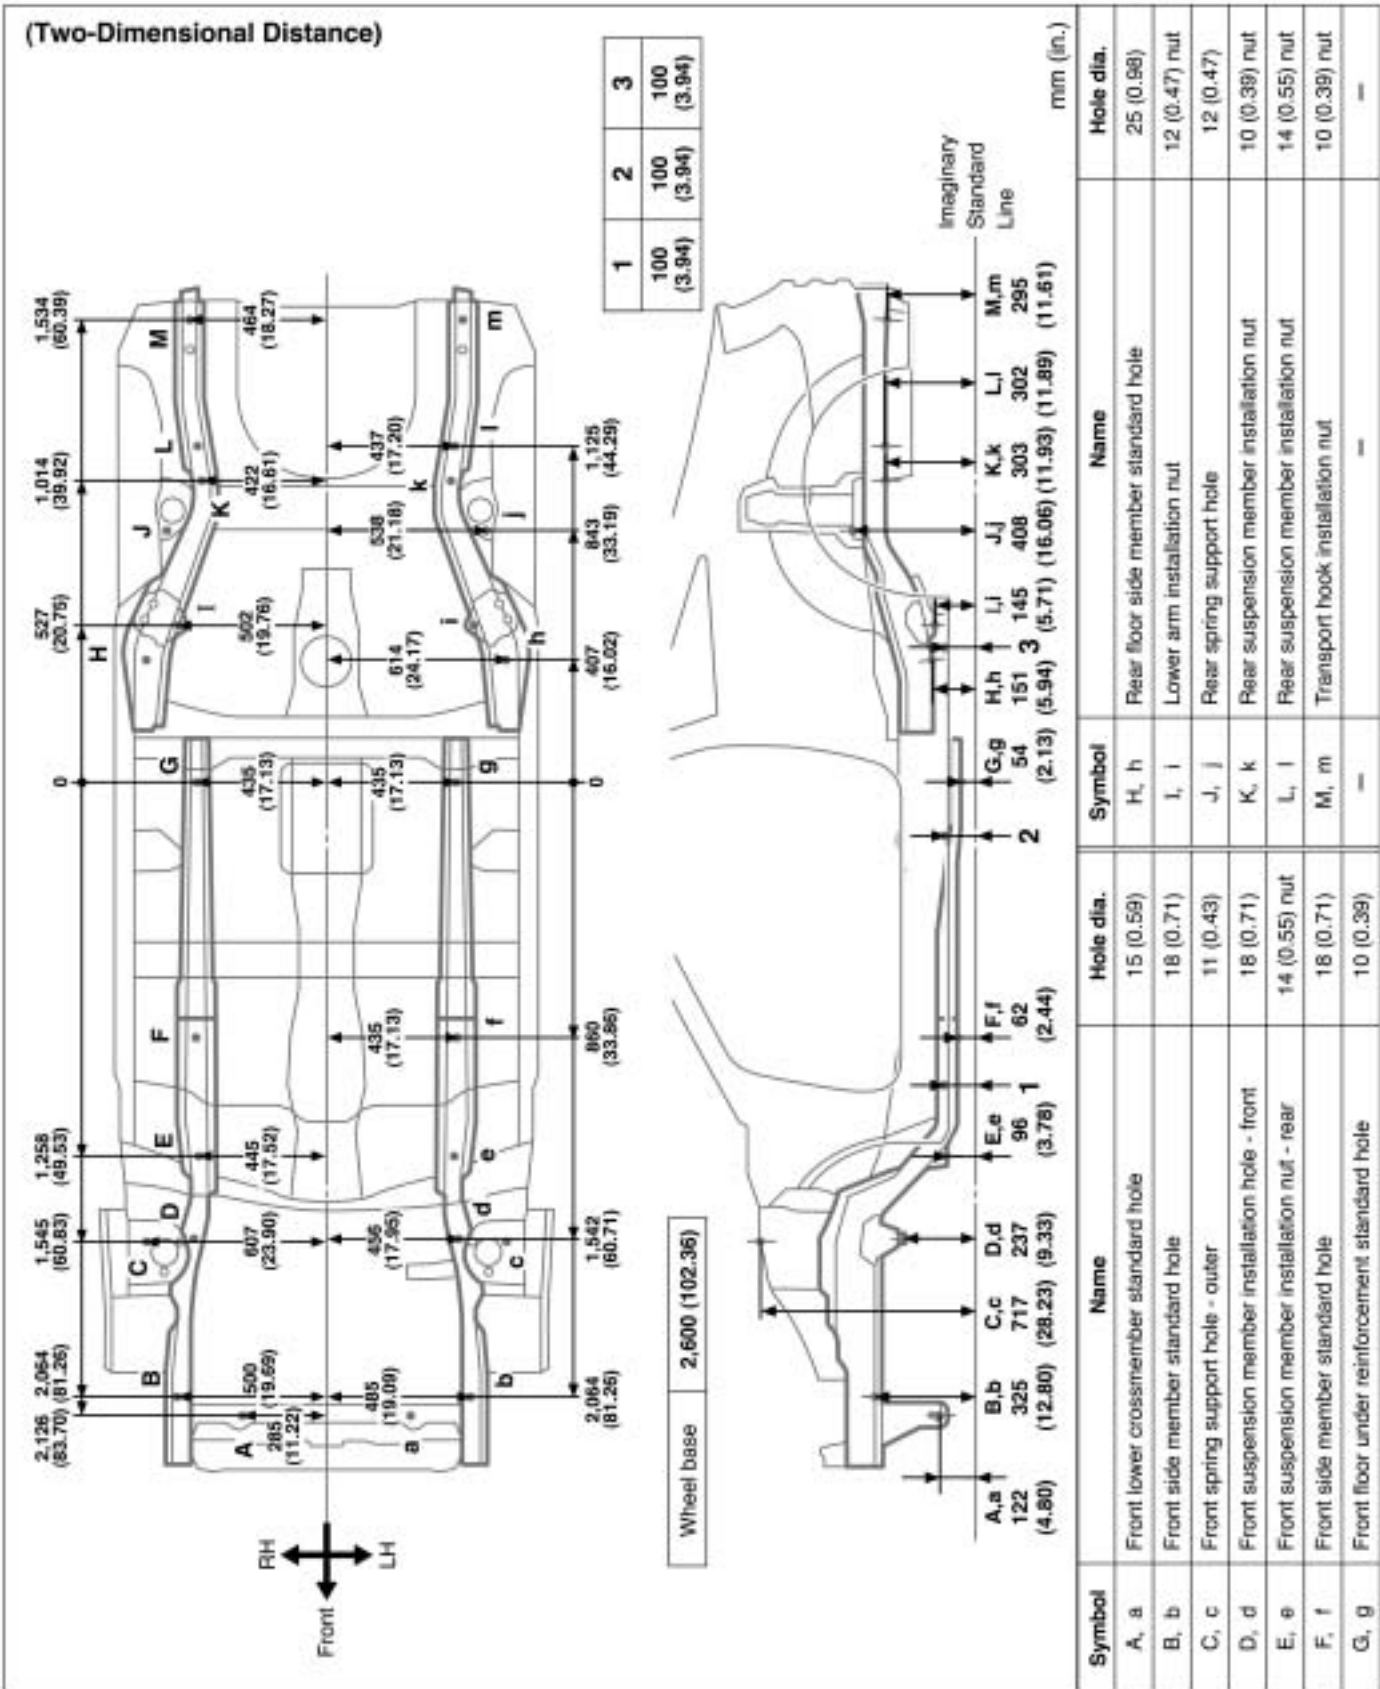 (Two-Dimensional Distance)
2,126 (83.70)
2,064 (81.26)
1,545 (60.83)
1,258 (49.53)
0
527 (20.75)
1,014 (39.92)
1,534 (60.39)
RH
Front
LH
A
B
C
D
E
F
G
H
I
J
K
L
M
285 (11.22)
500 (19.69)
607 (23.90)
445 (17.52)
435 (17.13)
502 (19.76)
422 (16.61)
464 (18.27)
485 (19.09)
456 (17.95)
435 (17.13)
435 (17.13)
614 (24.17)
538 (21.18)
437 (17.20)
a
b
c
d
e
f
g
h
i
j
k
l
m
2,064 (81.26)
1,542 (60.71)
860 (33.86)
0
407 (16.02)
843 (33.19)
1,125 (44.29)
Wheel base 2,600 (102.36)
1 2 3
100 (3.94) 100 (3.94) 100 (3.94)
Imaginary
Standard
Line
A,a 122 (4.80)
B,b 325 (12.80)
C,c 717 (28.23)
D,d 237 (9.33)
E,e 96 (3.78)
1
F,f 62 (2.44)
2
G,g 54 (2.13)
H,h 151 (5.94)
3
I,i 145 (5.71)
J,j 408 (16.06)
K,k 303 (11.93)
L,l 302 (11.89)
M,m 295 (11.61)
mm (in.)
Symbol Name Hole dia. Symbol Name Hole dia.
A, a Front lower crossmember standard hole 15 (0.59) H, h Rear floor side member standard hole 25 (0.98)
B, b Front side member standard hole 18 (0.71) I, i Lower arm installation nut 12 (0.47) nut
C, c Front spring support hole - outer 11 (0.43) J, j Rear spring support hole 12 (0.47)
D, d Front suspension member installation hole - front 18 (0.71) K, k Rear suspension member installation nut 10 (0.39) nut
E, e Front suspension member installation nut - rear 14 (0.55) nut L, l Rear suspension member installation nut 14 (0.55) nut
F, f Front side member standard hole 18 (0.71) M, m Transport hook installation nut 10 (0.39) nut
G, g Front floor under reinforcement standard hole 10 (0.39) — — —